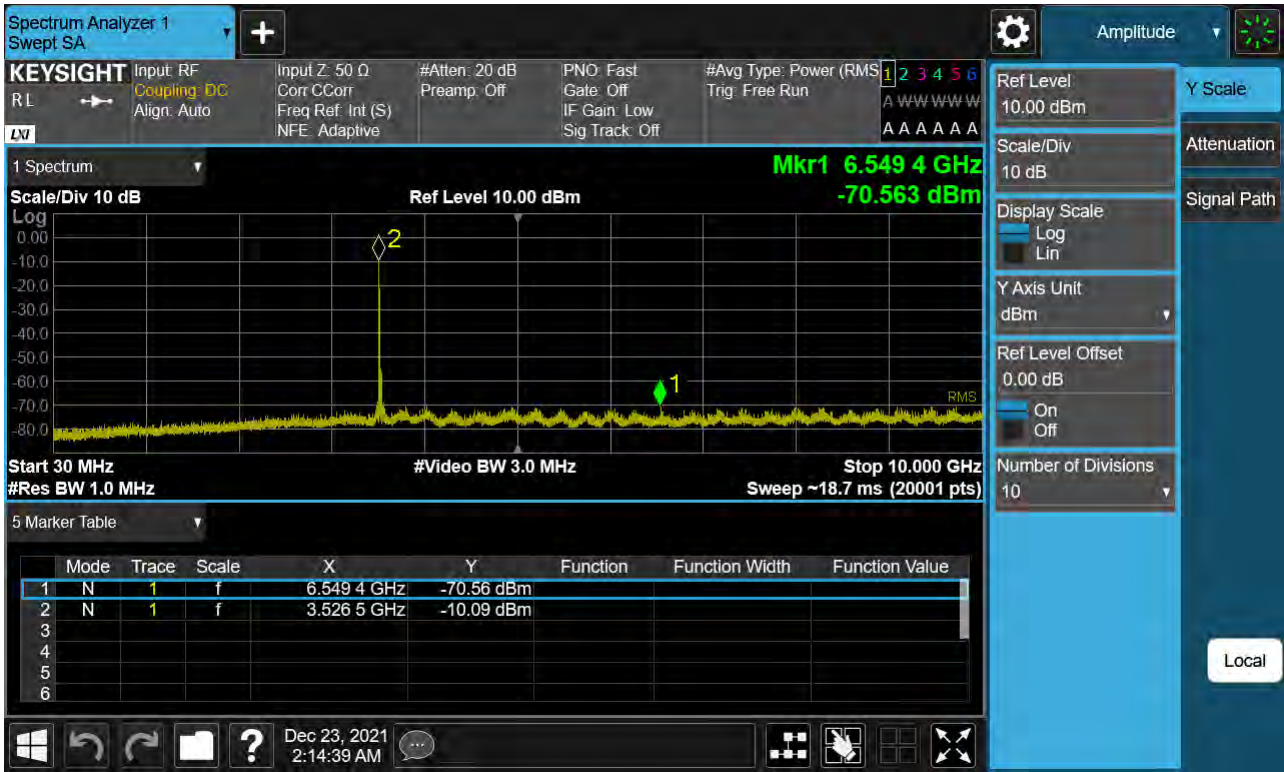 Spectrum Analyzer 1
Swept SA
+
Amplitude
KEYSIGHT
RL
LXI
Input: RF
Coupling: DC
Align: Auto
Input Z: 50 Ω
Corr CCorr
Freq Ref: Int (S)
NFE: Adaptive
#Atten: 20 dB
Preamp: Off
PNO: Fast
Gate: Off
IF Gain: Low
Sig Track: Off
#Avg Type: Power (RMS
Trig: Free Run
1 2 3 4 5 6
A W W W W W
A A A A A A
1 Spectrum
Mkr1 6.549 4 GHz
-70.563 dBm
Scale/Div 10 dB
Ref Level 10.00 dBm
Log
0.00
-10.0
-20.0
-30.0
-40.0
-50.0
-60.0
-70.0
-80.0
2
1
RMS
Start 30 MHz
#Video BW 3.0 MHz
Stop 10.000 GHz
#Res BW 1.0 MHz
Sweep ~18.7 ms (20001 pts)
5 Marker Table
Mode Trace Scale X Y Function Function Width Function Value
1 N 1 f 6.549 4 GHz -70.56 dBm
2 N 1 f 3.526 5 GHz -10.09 dBm
3
4
5
6
Ref Level
10.00 dBm
Scale/Div
10 dB
Display Scale
Log
Lin
Y Axis Unit
dBm
Ref Level Offset
0.00 dB
On
Off
Number of Divisions
10
Y Scale
Attenuation
Signal Path
Local
?
Dec 23, 2021
2:14:39 AM